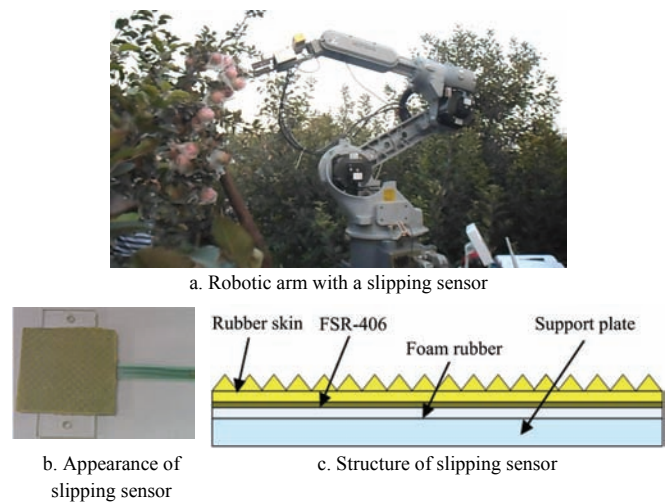 a. Robotic arm with a slipping sensor
Rubber skin
FSR-406
Foam rubber
Support plate
b. Appearance of
slipping sensor
c. Structure of slipping sensor